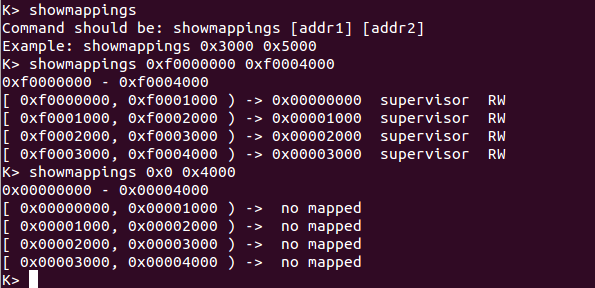 K> showmappings
Command should be: showmappings [addr1] [addr2]
Example: showmappings 0x3000 0x5000
K> showmappings 0xf0000000 0xf0004000
0xf0000000 - 0xf0004000
[ 0xf0000000, 0xf0001000 ) -> 0x00000000  supervisor  RW
[ 0xf0001000, 0xf0002000 ) -> 0x00001000  supervisor  RW
[ 0xf0002000, 0xf0003000 ) -> 0x00002000  supervisor  RW
[ 0xf0003000, 0xf0004000 ) -> 0x00003000  supervisor  RW
K> showmappings 0x0 0x4000
0x00000000 - 0x00004000
[ 0x00000000, 0x00001000 ) ->  no mapped
[ 0x00001000, 0x00002000 ) ->  no mapped
[ 0x00002000, 0x00003000 ) ->  no mapped
[ 0x00003000, 0x00004000 ) ->  no mapped
K>